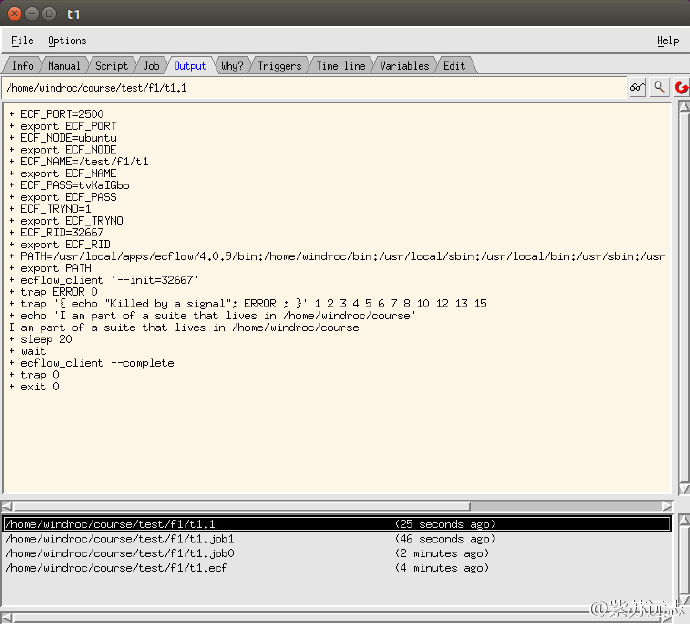 t1
File Options Help
Info Manual Script Job Output Why? Triggers Time line Variables Edit
/home/windroc/course/test/f1/t1.1
+ ECF_PORT=2500
+ export ECF_PORT
+ ECF_NODE=ubuntu
+ export ECF_NODE
+ ECF_NAME=/test/f1/t1
+ export ECF_NAME
+ ECF_PASS=tvXaIGbo
+ export ECF_PASS
+ ECF_TRYNO=1
+ export ECF_TRYNO
+ ECF_RID=32667
+ export ECF_RID
+ PATH=/usr/local/apps/ecflow/4.0.9/bin:/home/windroc/bin:/usr/local/sbin:/usr/local/bin:/usr/sbin:/usr
+ export PATH
+ ecflow_client '--init=32667'
+ trap ERROR 0
+ trap '{ echo "Killed by a signal"; ERROR ; }' 1 2 3 4 5 6 7 8 10 12 13 15
+ echo 'I am part of a suite that lives in /home/windroc/course'
I am part of a suite that lives in /home/windroc/course
+ sleep 20
+ wait
+ ecflow_client --complete
+ trap 0
+ exit 0
/home/windroc/course/test/f1/t1.1 (25 seconds ago)
/home/windroc/course/test/f1/t1.job1 (46 seconds ago)
/home/windroc/course/test/f1/t1.job0 (2 minutes ago)
/home/windroc/course/test/f1/t1.ecf (4 minutes ago)